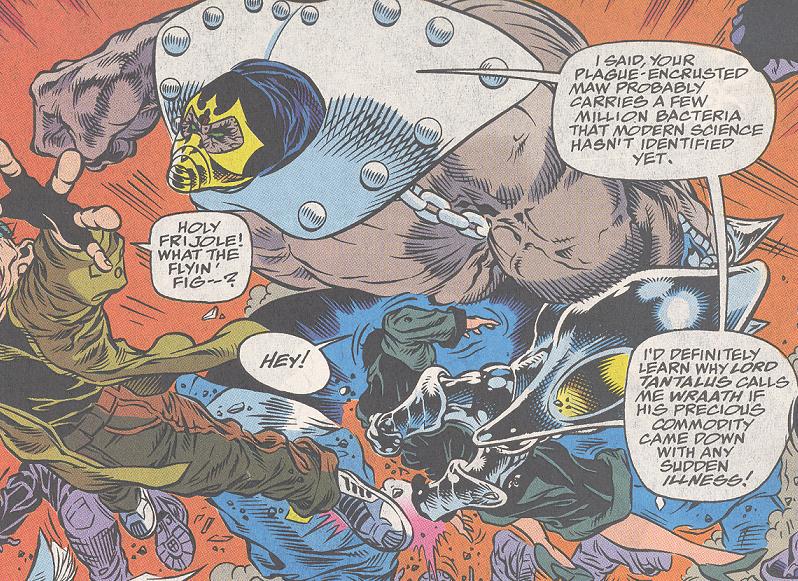 I SAID, YOUR
PLAGUE-ENCRUSTED
MAW PROBABLY
CARRIES A FEW
MILLION BACTERIA
THAT MODERN SCIENCE
HASN'T IDENTIFIED
YET.
HOLY
FRIJOLE!
WHAT THE
FLYIN'
FIG--?
HEY!
I'D DEFINITELY
LEARN WHY LORD
TANTALUS CALLS
ME WRAATH IF
HIS PRECIOUS
COMMODITY
CAME DOWN
WITH ANY
SUDDEN
ILLNESS!